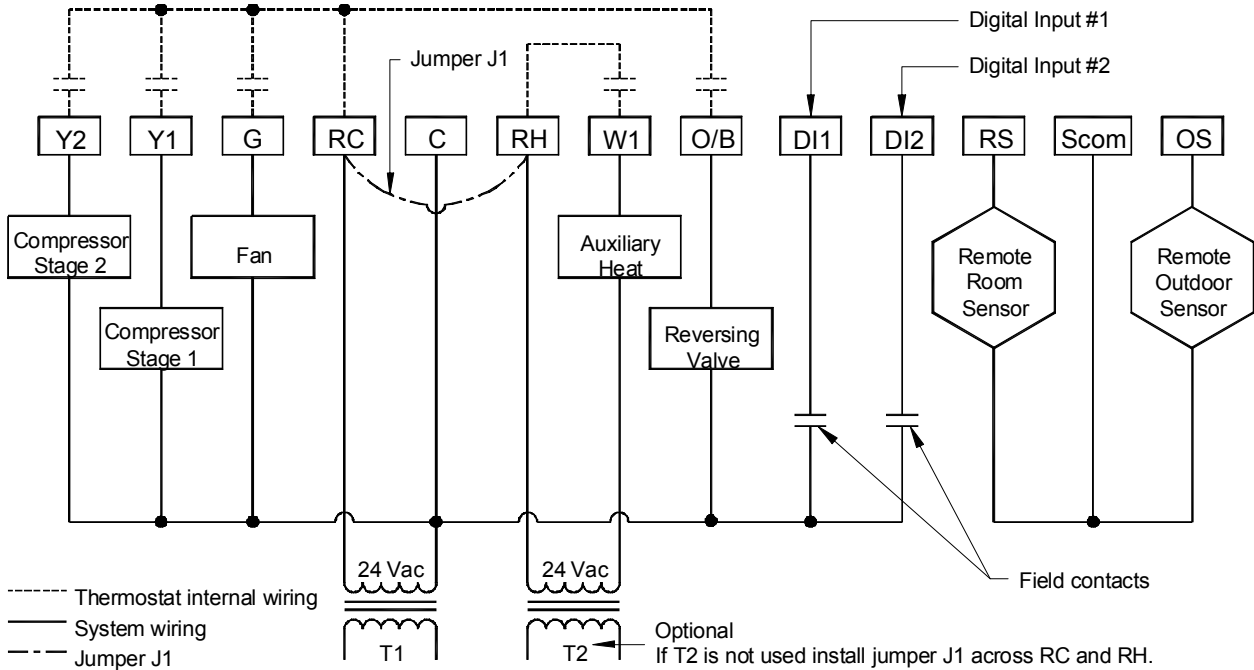 Digital Input #1
Jumper J1
Digital Input #2
Y2 Y1 G RC C RH W1 O/B DI1 DI2 RS Scom OS
Compressor
Stage 2
Fan
Auxiliary
Heat
Remote
Room
Sensor
Remote
Outdoor
Sensor
Compressor
Stage 1
Reversing
Valve
24 Vac
24 Vac
Field contacts
Thermostat internal wiring
System wiring
Jumper J1
T1
T2
Optional
If T2 is not used install jumper J1 across RC and RH.